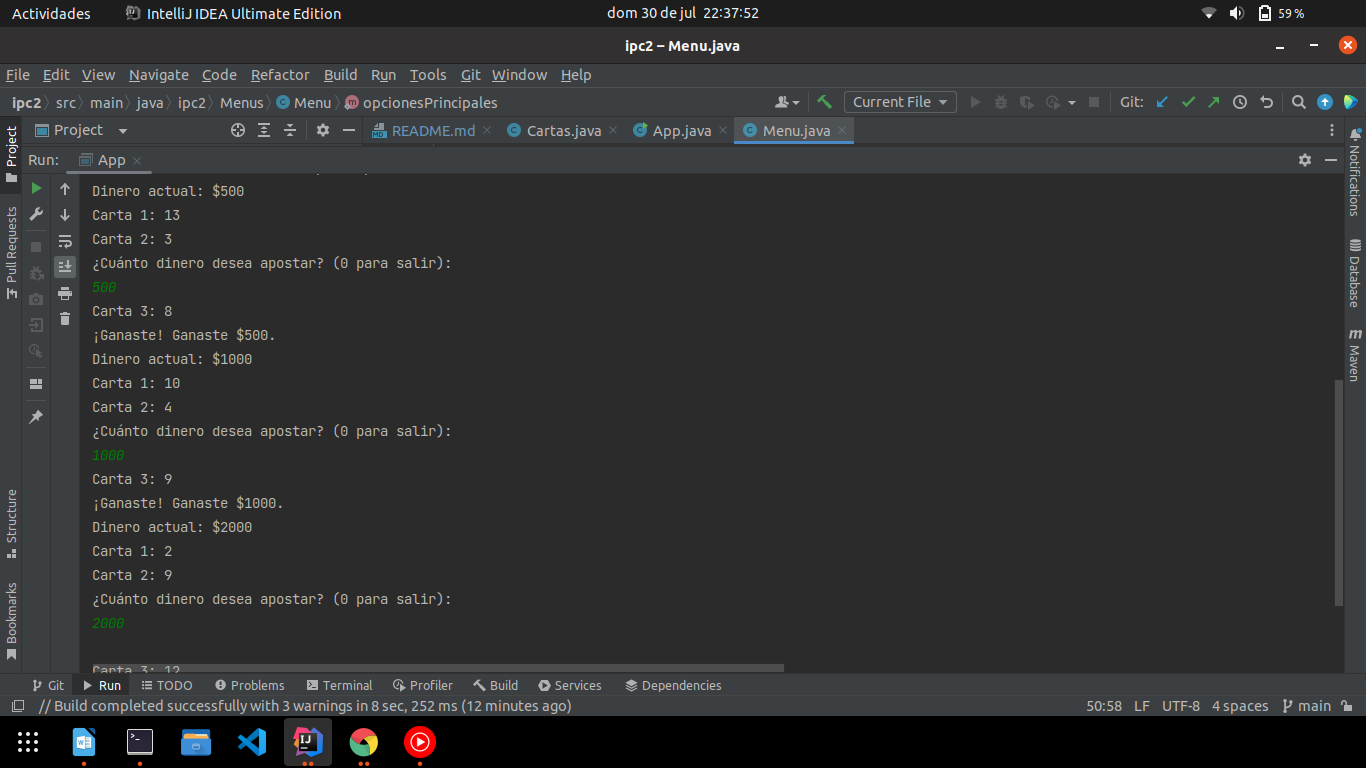 Actividades IntelliJ IDEA Ultimate Edition dom 30 de jul 22:37:52 59 %
ipc2 – Menu.java
File Edit View Navigate Code Refactor Build Run Tools Git Window Help
ipc2 src main java ipc2 Menus Menu opcionesPrincipales Current File Git:
Project README.md Cartas.java App.java Menu.java
Run: App
Dinero actual: $500
Carta 1: 13
Carta 2: 3
¿Cuánto dinero desea apostar? (0 para salir):
500
Carta 3: 8
¡Ganaste! Ganaste $500.
Dinero actual: $1000
Carta 1: 10
Carta 2: 4
¿Cuánto dinero desea apostar? (0 para salir):
1000
Carta 3: 9
¡Ganaste! Ganaste $1000.
Dinero actual: $2000
Carta 1: 2
Carta 2: 9
¿Cuánto dinero desea apostar? (0 para salir):
2000
Carta 3: 12
Project
Pull Requests
Structure
Bookmarks
Notifications
Database
Maven
Git Run TODO Problems Terminal Profiler Build Services Dependencies
// Build completed successfully with 3 warnings in 8 sec, 252 ms (12 minutes ago) 50:58 LF UTF-8 4 spaces main